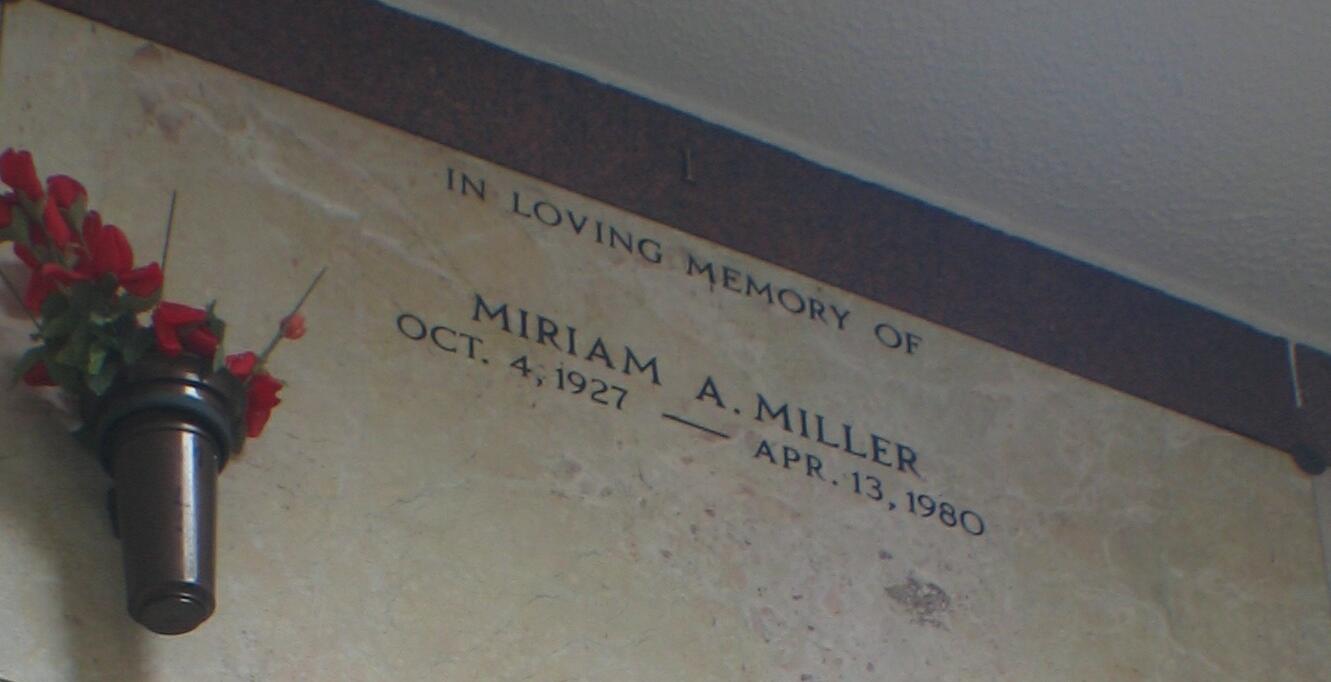 IN LOVING MEMORY OF
MIRIAM A. MILLER
OCT. 4, 1927 — APR. 13, 1980